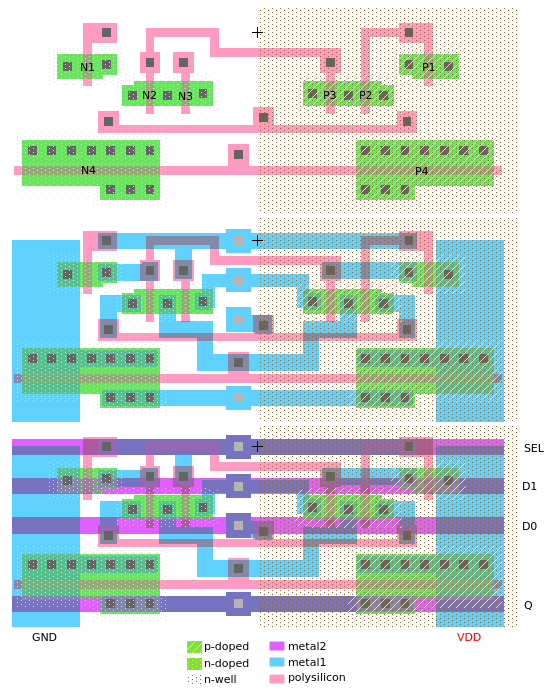 N1 P1
N2 N3 P3 P2
N4 P4
SEL
D1
D0
Q
GND VDD
p-doped metal2
n-doped metal1
n-well polysilicon